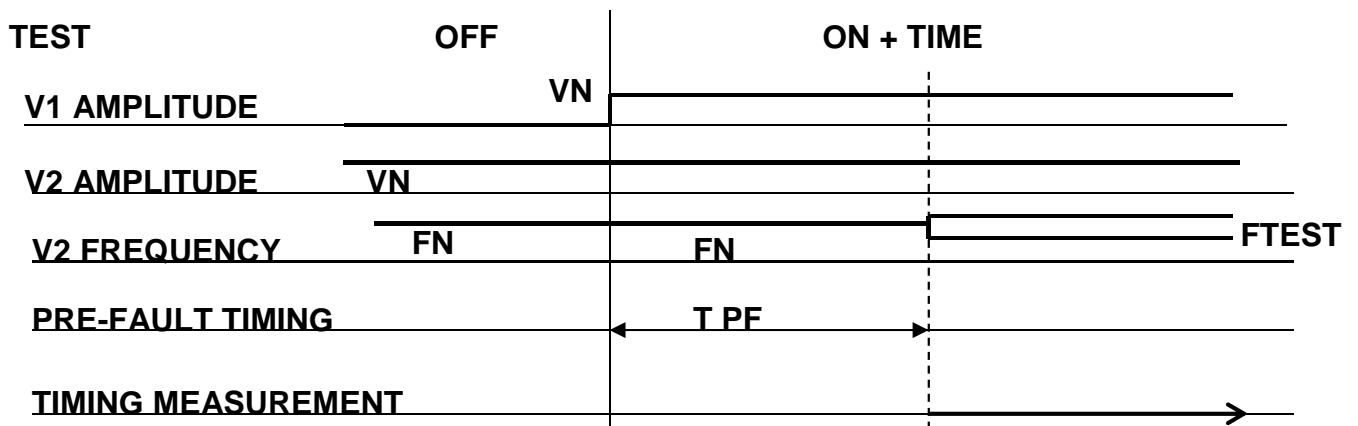 TEST OFF ON + TIME
V1 AMPLITUDE VN
V2 AMPLITUDE VN
V2 FREQUENCY FN FN FTEST
PRE-FAULT TIMING T PF
TIMING MEASUREMENT